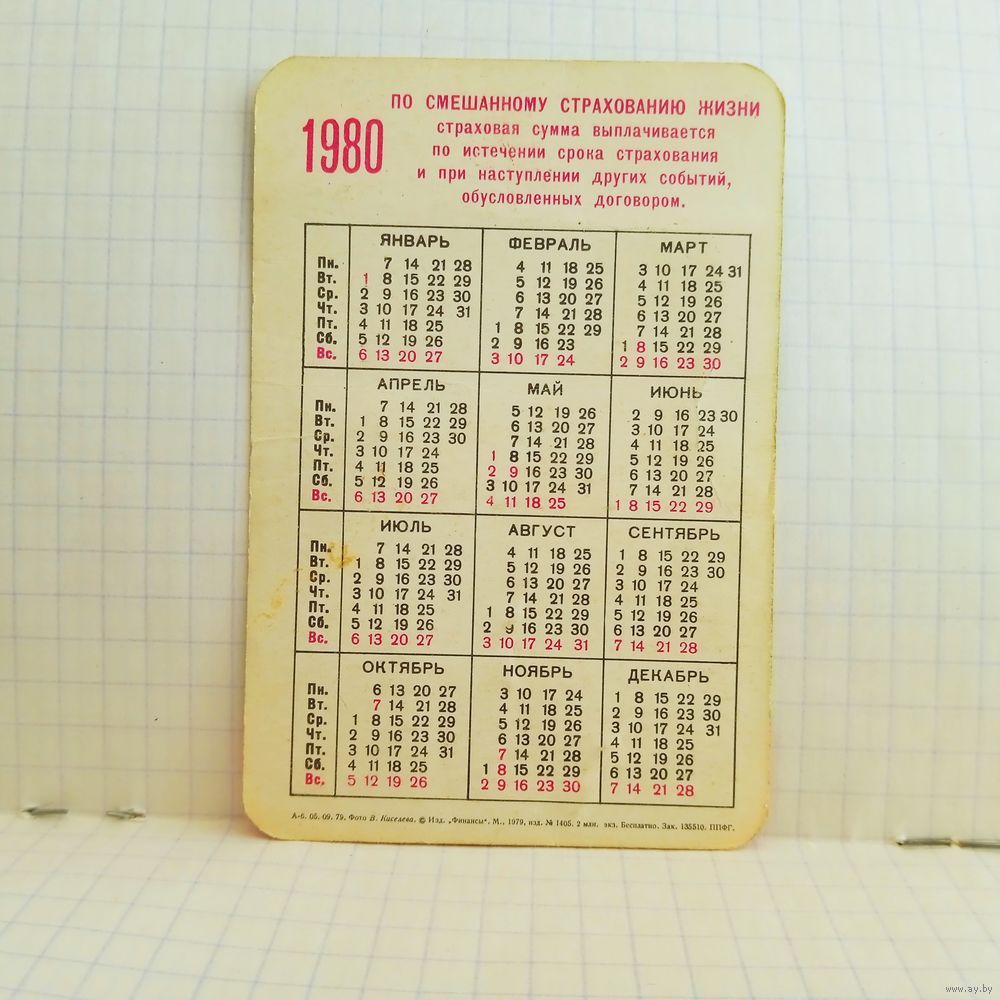 ПО СМЕШАННОМУ СТРАХОВАНИЮ ЖИЗНИ
1980 страховая сумма выплачивается
по истечении срока страхования
и при наступлении других событий,
обусловленных договором.
ЯНВАРЬ ФЕВРАЛЬ МАРТ
Пн. 7 14 21 28 4 11 18 25 3 10 17 24 31
Вт. 1 8 15 22 29 5 12 19 26 4 11 18 25
Ср. 2 9 16 23 30 6 13 20 27 5 12 19 26
Чт. 3 10 17 24 31 7 14 21 28 6 13 20 27
Пт. 4 11 18 25 1 8 15 22 29 7 14 21 28
Сб. 5 12 19 26 2 9 16 23 1 8 15 22 29
Вс. 6 13 20 27 3 10 17 24 2 9 16 23 30
АПРЕЛЬ МАЙ ИЮНЬ
Пн. 7 14 21 28 5 12 19 26 2 9 16 23 30
Вт. 1 8 15 22 29 6 13 20 27 3 10 17 24
Ср. 2 9 16 23 30 7 14 21 28 4 11 18 25
Чт. 3 10 17 24 1 8 15 22 29 5 12 19 26
Пт. 4 11 18 25 2 9 16 23 30 6 13 20 27
Сб. 5 12 19 26 3 10 17 24 31 7 14 21 28
Вс. 6 13 20 27 4 11 18 25 1 8 15 22 29
ИЮЛЬ АВГУСТ СЕНТЯБРЬ
Пн. 7 14 21 28 4 11 18 25 1 8 15 22 29
Вт. 1 8 15 22 29 5 12 19 26 2 9 16 23 30
Ср. 2 9 16 23 30 6 13 20 27 3 10 17 24
Чт. 3 10 17 24 31 7 14 21 28 4 11 18 25
Пт. 4 11 18 25 1 8 15 22 29 5 12 19 26
Сб. 5 12 19 26 2 9 16 23 30 6 13 20 27
Вс. 6 13 20 27 3 10 17 24 31 7 14 21 28
ОКТЯБРЬ НОЯБРЬ ДЕКАБРЬ
Пн. 6 13 20 27 3 10 17 24 1 8 15 22 29
Вт. 7 14 21 28 4 11 18 25 2 9 16 23 30
Ср. 1 8 15 22 29 5 12 19 26 3 10 17 24 31
Чт. 2 9 16 23 30 6 13 20 27 4 11 18 25
Пт. 3 10 17 24 31 7 14 21 28 5 12 19 26
Сб. 4 11 18 25 1 8 15 22 29 6 13 20 27
Вс. 5 12 19 26 2 9 16 23 30 7 14 21 28
А-6. 05. 09. 79. Фото В. Киселева. © Изд. „Финансы“. М., 1979, изд. № 1405. 2 млн. экз. Бесплатно. Зак. 135510. ППФГ.
www.ay.by